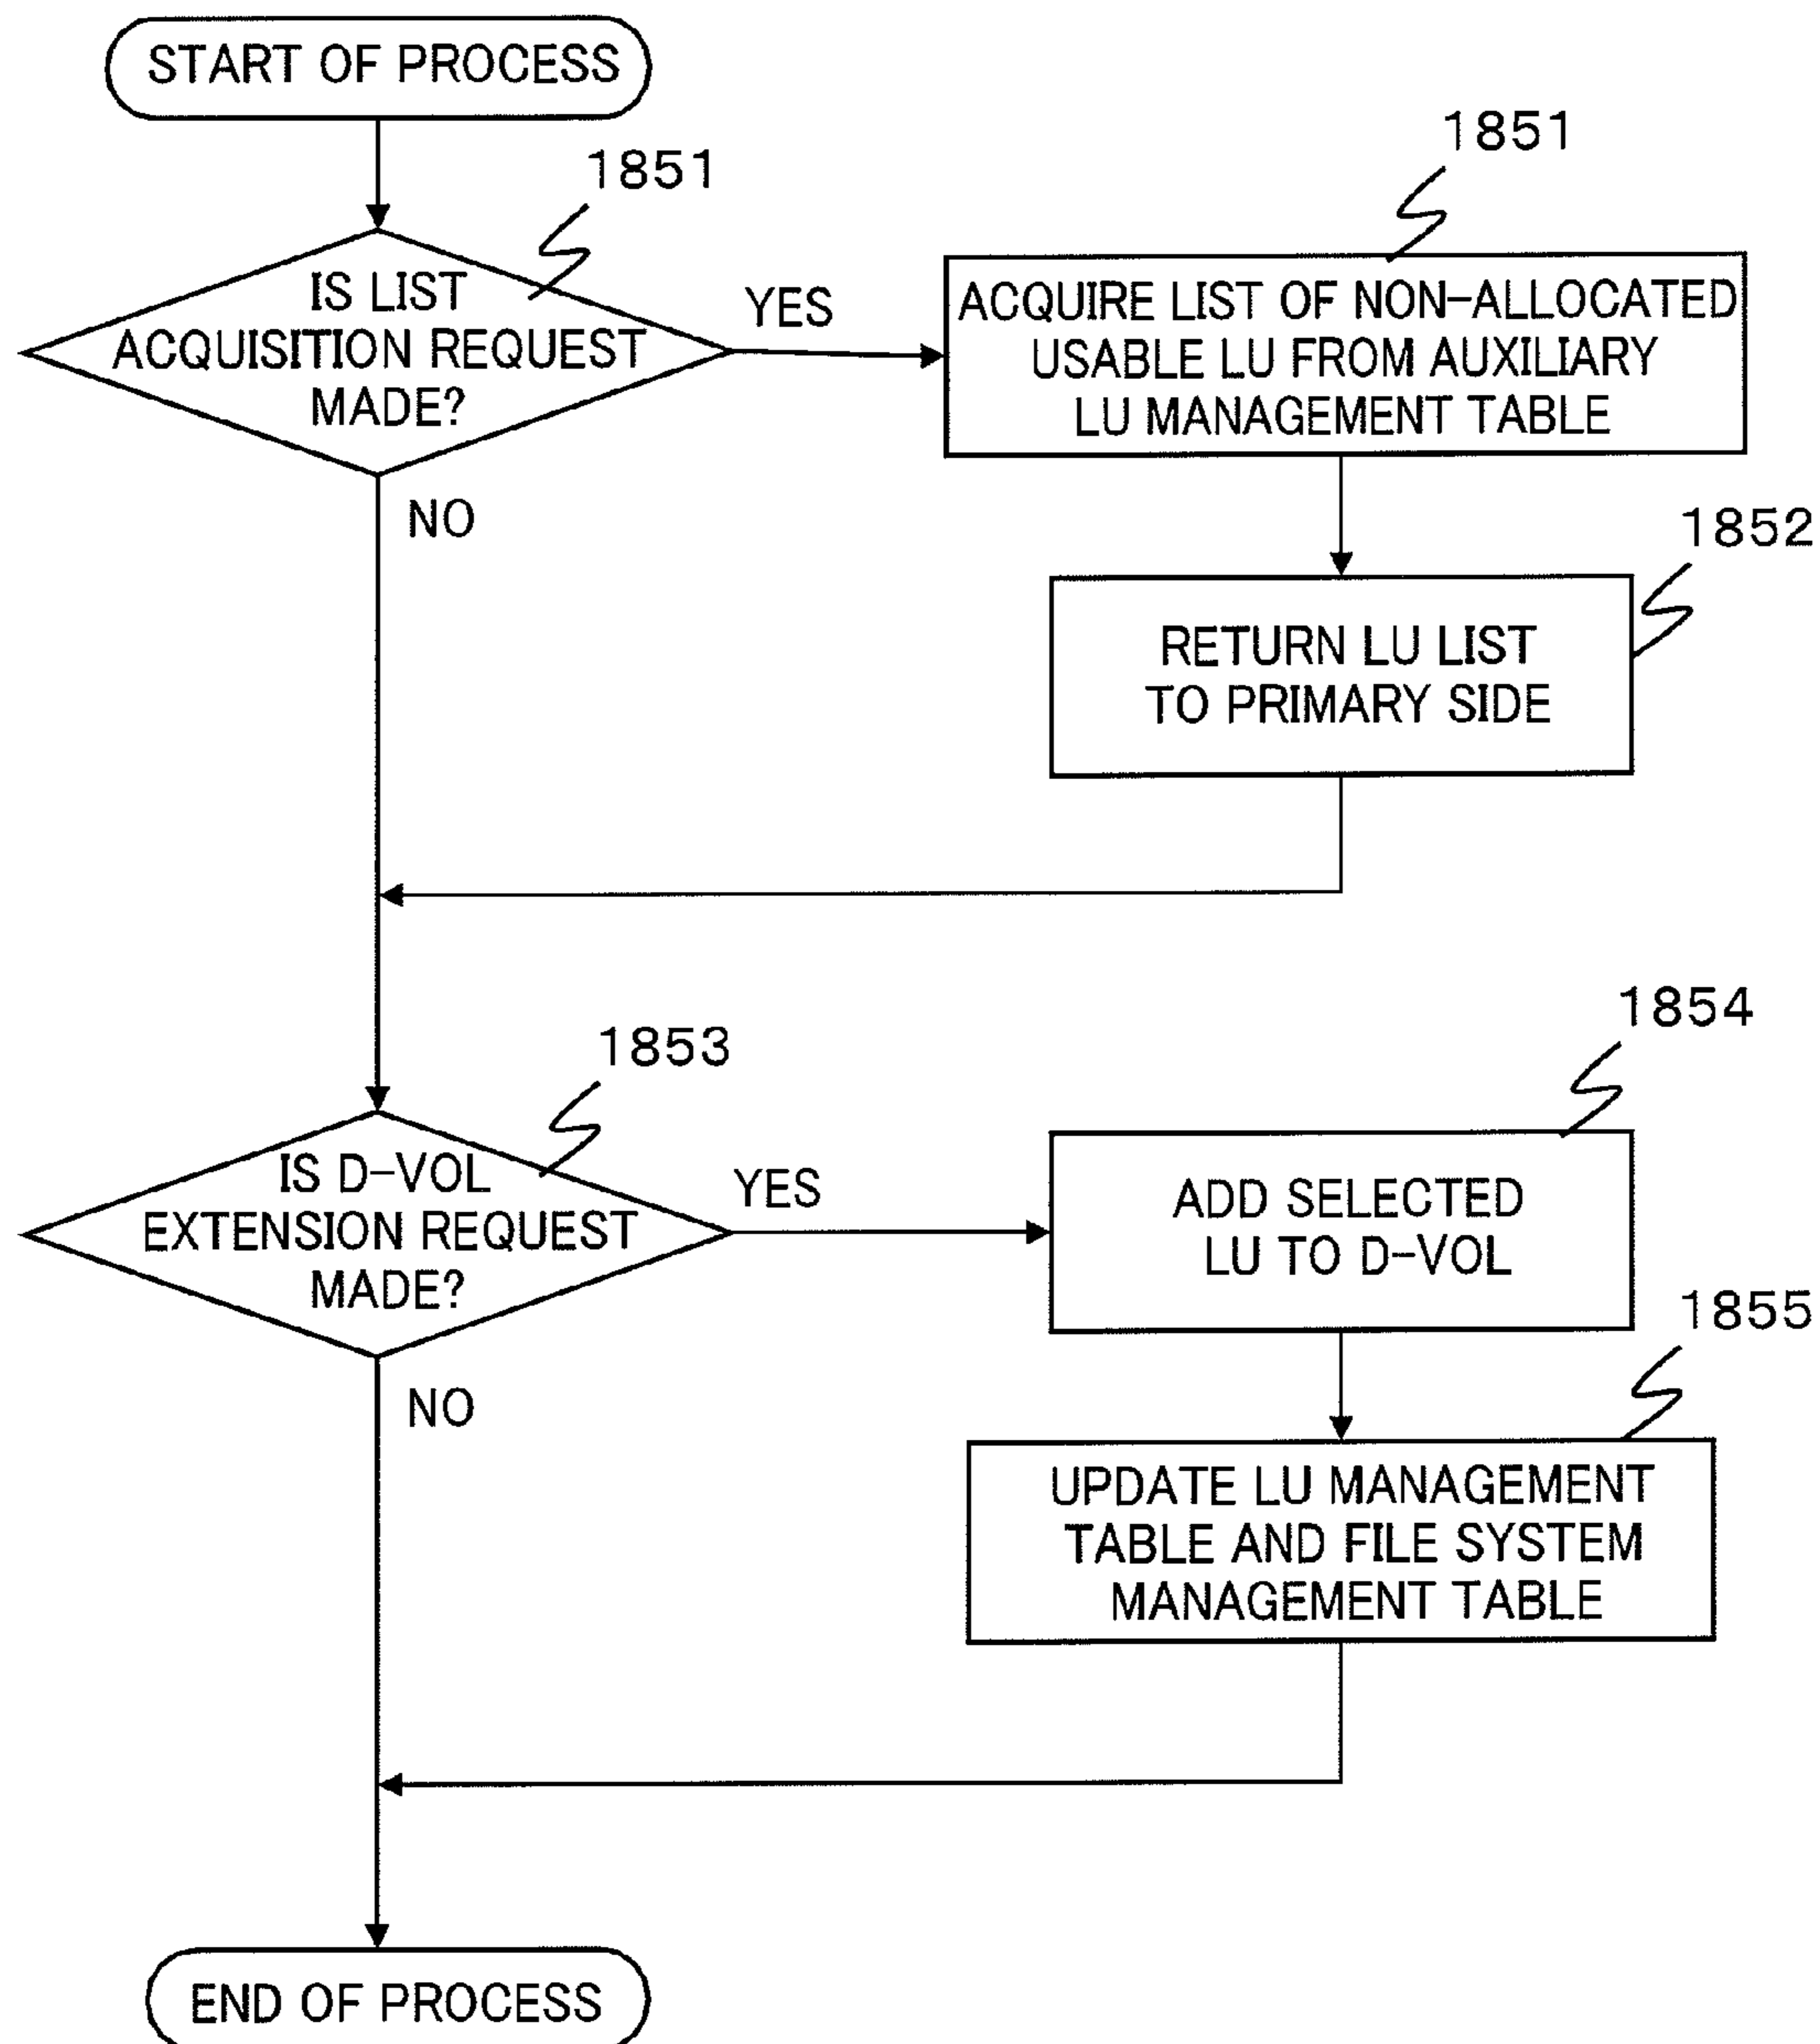 START OF PROCESS
1851
IS LIST
ACQUISITION REQUEST
MADE?
YES
NO
1851
ACQUIRE LIST OF NON-ALLOCATED
USABLE LU FROM AUXILIARY
LU MANAGEMENT TABLE
1852
RETURN LU LIST
TO PRIMARY SIDE
1853
IS D-VOL
EXTENSION REQUEST
MADE?
YES
NO
1854
ADD SELECTED
LU TO D-VOL
1855
UPDATE LU MANAGEMENT
TABLE AND FILE SYSTEM
MANAGEMENT TABLE
END OF PROCESS